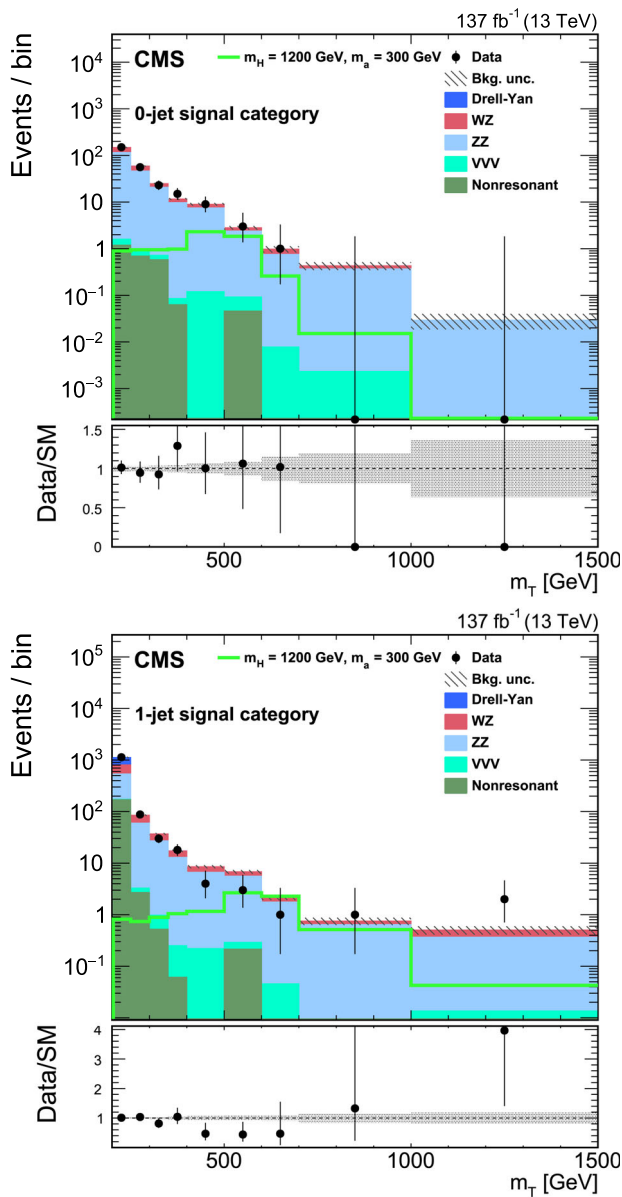 137 fb⁻¹ (13 TeV)
Events / bin
10⁴
10³
10²
10
1
10⁻¹
10⁻²
10⁻³
CMS
m_H = 1200 GeV, m_a = 300 GeV
0-jet signal category
Data
Bkg. unc.
Drell-Yan
WZ
ZZ
VVV
Nonresonant
Data/SM
1.5
1
0.5
0
500 1000 1500
m_T [GeV]
137 fb⁻¹ (13 TeV)
Events / bin
10⁵
10⁴
10³
10²
10
1
10⁻¹
CMS
m_H = 1200 GeV, m_a = 300 GeV
1-jet signal category
Data
Bkg. unc.
Drell-Yan
WZ
ZZ
VVV
Nonresonant
Data/SM
4
3
2
1
500 1000 1500
m_T [GeV]